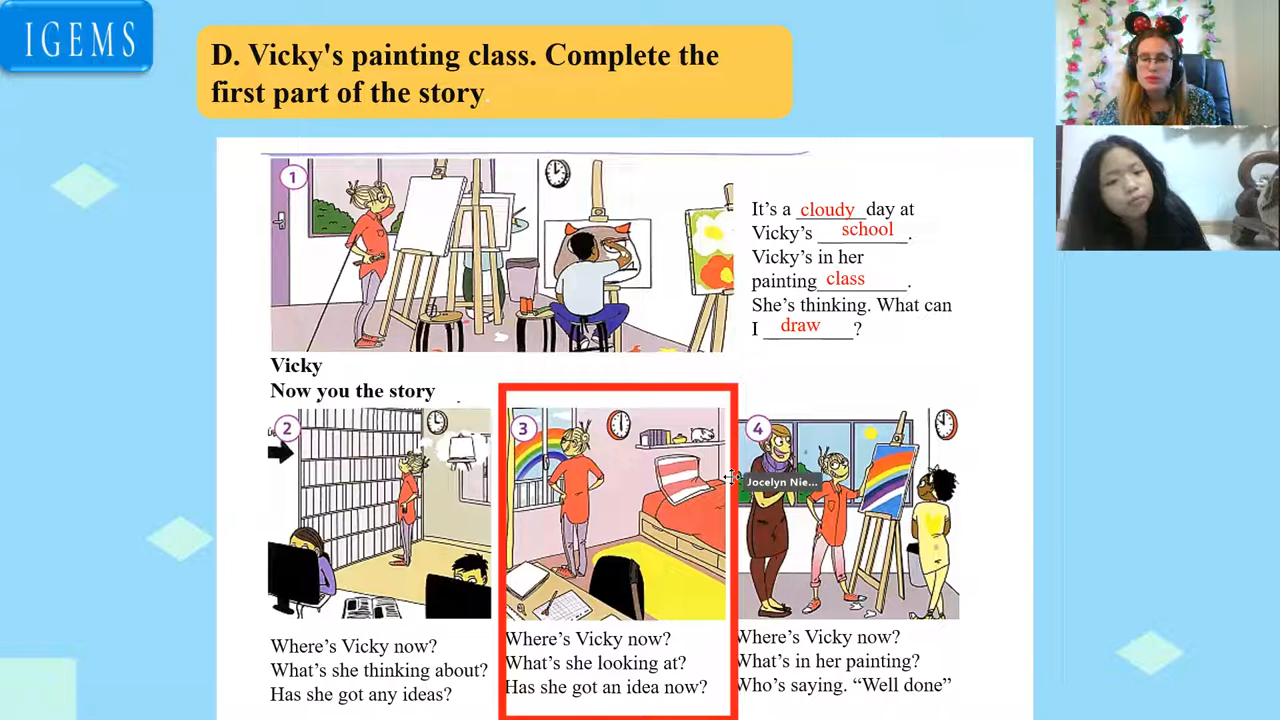 IGEMS
D. Vicky's painting class. Complete the
first part of the story.
1
It's a cloudy day at
Vicky's school.
Vicky's in her
painting class.
She's thinking. What can
I draw?
Vicky
Now you the story
2
3
4
Jocelyn Nie...
Where's Vicky now?
What's she thinking about?
Has she got any ideas?
Where's Vicky now?
What's she looking at?
Has she got an idea now?
Where's Vicky now?
What's in her painting?
Who's saying. “Well done”